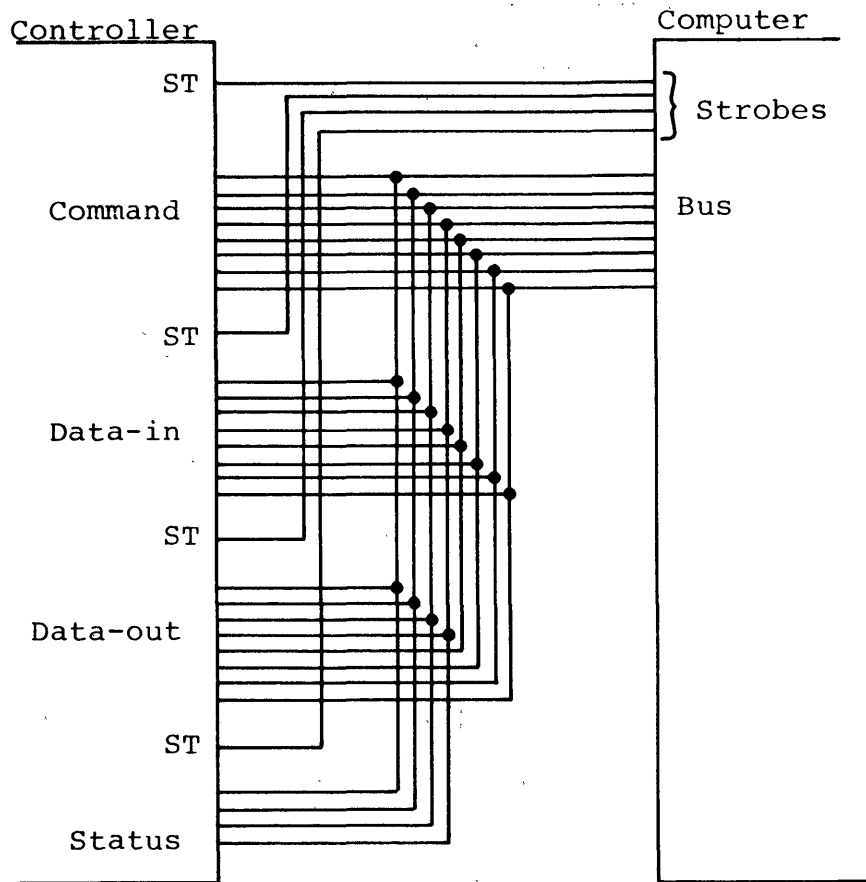 Controller
Computer
ST
Strobes
Command
Bus
ST
Data-in
ST
Data-out
ST
Status